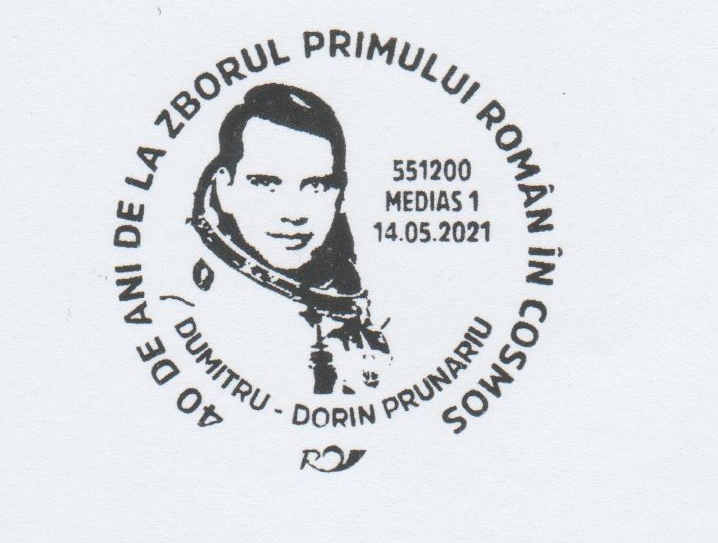 40 DE ANI DE LA ZBORUL PRIMULUI ROMÂN ÎN COSMOS
551200
MEDIAS 1
14.05.2021
DUMITRU - DORIN PRUNARIU
R